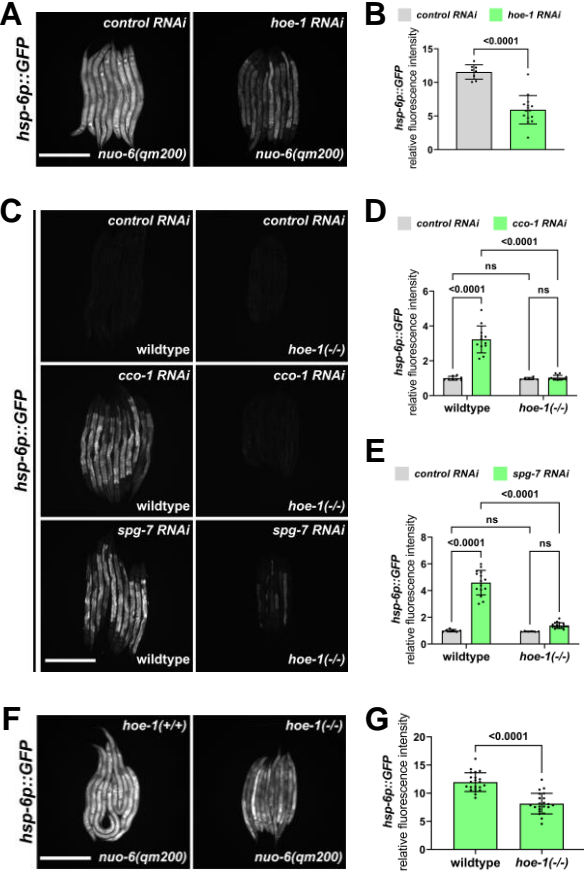 A
hsp-6p::GFP
control RNAi
hoe-1 RNAi
nuo-6(qm200)
nuo-6(qm200)
B
control RNAi
hoe-1 RNAi
hsp-6p::GFP
relative fluorescence intensity
<0.0001
15
10
5
0
C
hsp-6p::GFP
control RNAi
control RNAi
wildtype
hoe-1(-/-)
cco-1 RNAi
cco-1 RNAi
wildtype
hoe-1(-/-)
spg-7 RNAi
spg-7 RNAi
wildtype
hoe-1(-/-)
D
control RNAi
cco-1 RNAi
hsp-6p::GFP
relative fluorescence intensity
<0.0001
ns
<0.0001
ns
6
4
2
0
wildtype
hoe-1(-/-)
E
control RNAi
spg-7 RNAi
hsp-6p::GFP
relative fluorescence intensity
<0.0001
ns
<0.0001
ns
8
6
4
2
0
wildtype
hoe-1(-/-)
F
hsp-6p::GFP
hoe-1(+/+)
hoe-1(-/-)
nuo-6(qm200)
nuo-6(qm200)
G
hsp-6p::GFP
relative fluorescence intensity
<0.0001
20
15
10
5
0
wildtype
hoe-1(-/-)